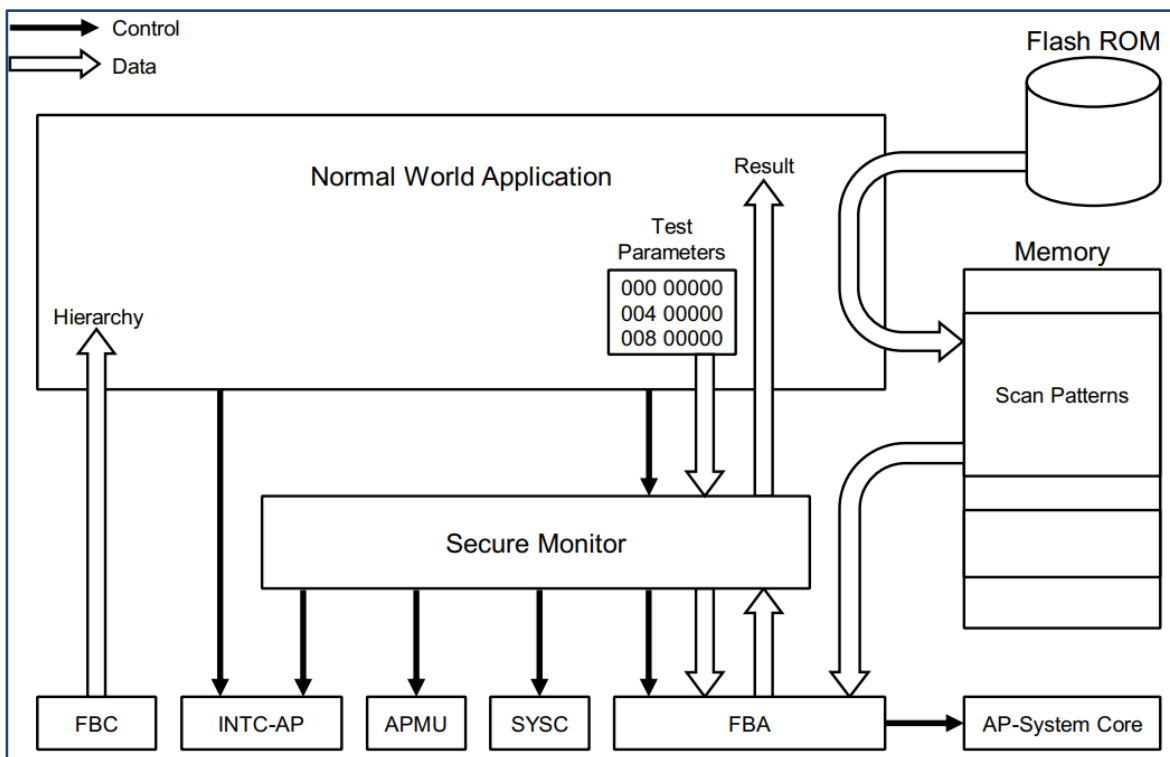 Control
Data
Flash ROM
Normal World Application
Result
Test
Parameters
000 00000
004 00000
008 00000
Memory
Hierarchy
Scan Patterns
Secure Monitor
FBC
INTC-AP
APMU
SYSC
FBA
AP-System Core